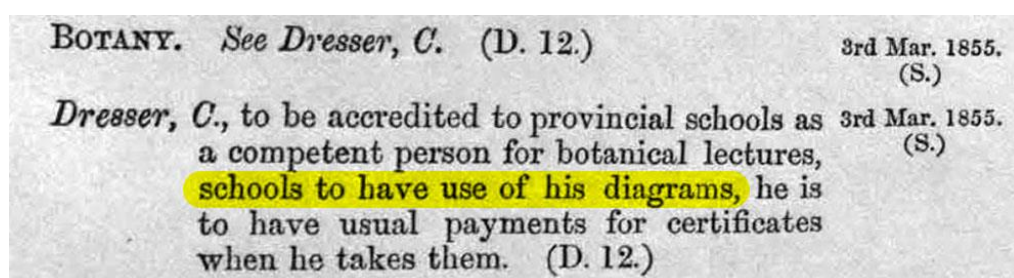 BOTANY. See Dresser, C. (D. 12.) 3rd Mar. 1855.
(S.)
Dresser, C., to be accredited to provincial schools as 3rd Mar. 1855.
a competent person for botanical lectures, (S.)
schools to have use of his diagrams, he is
to have usual payments for certificates
when he takes them. (D. 12.)